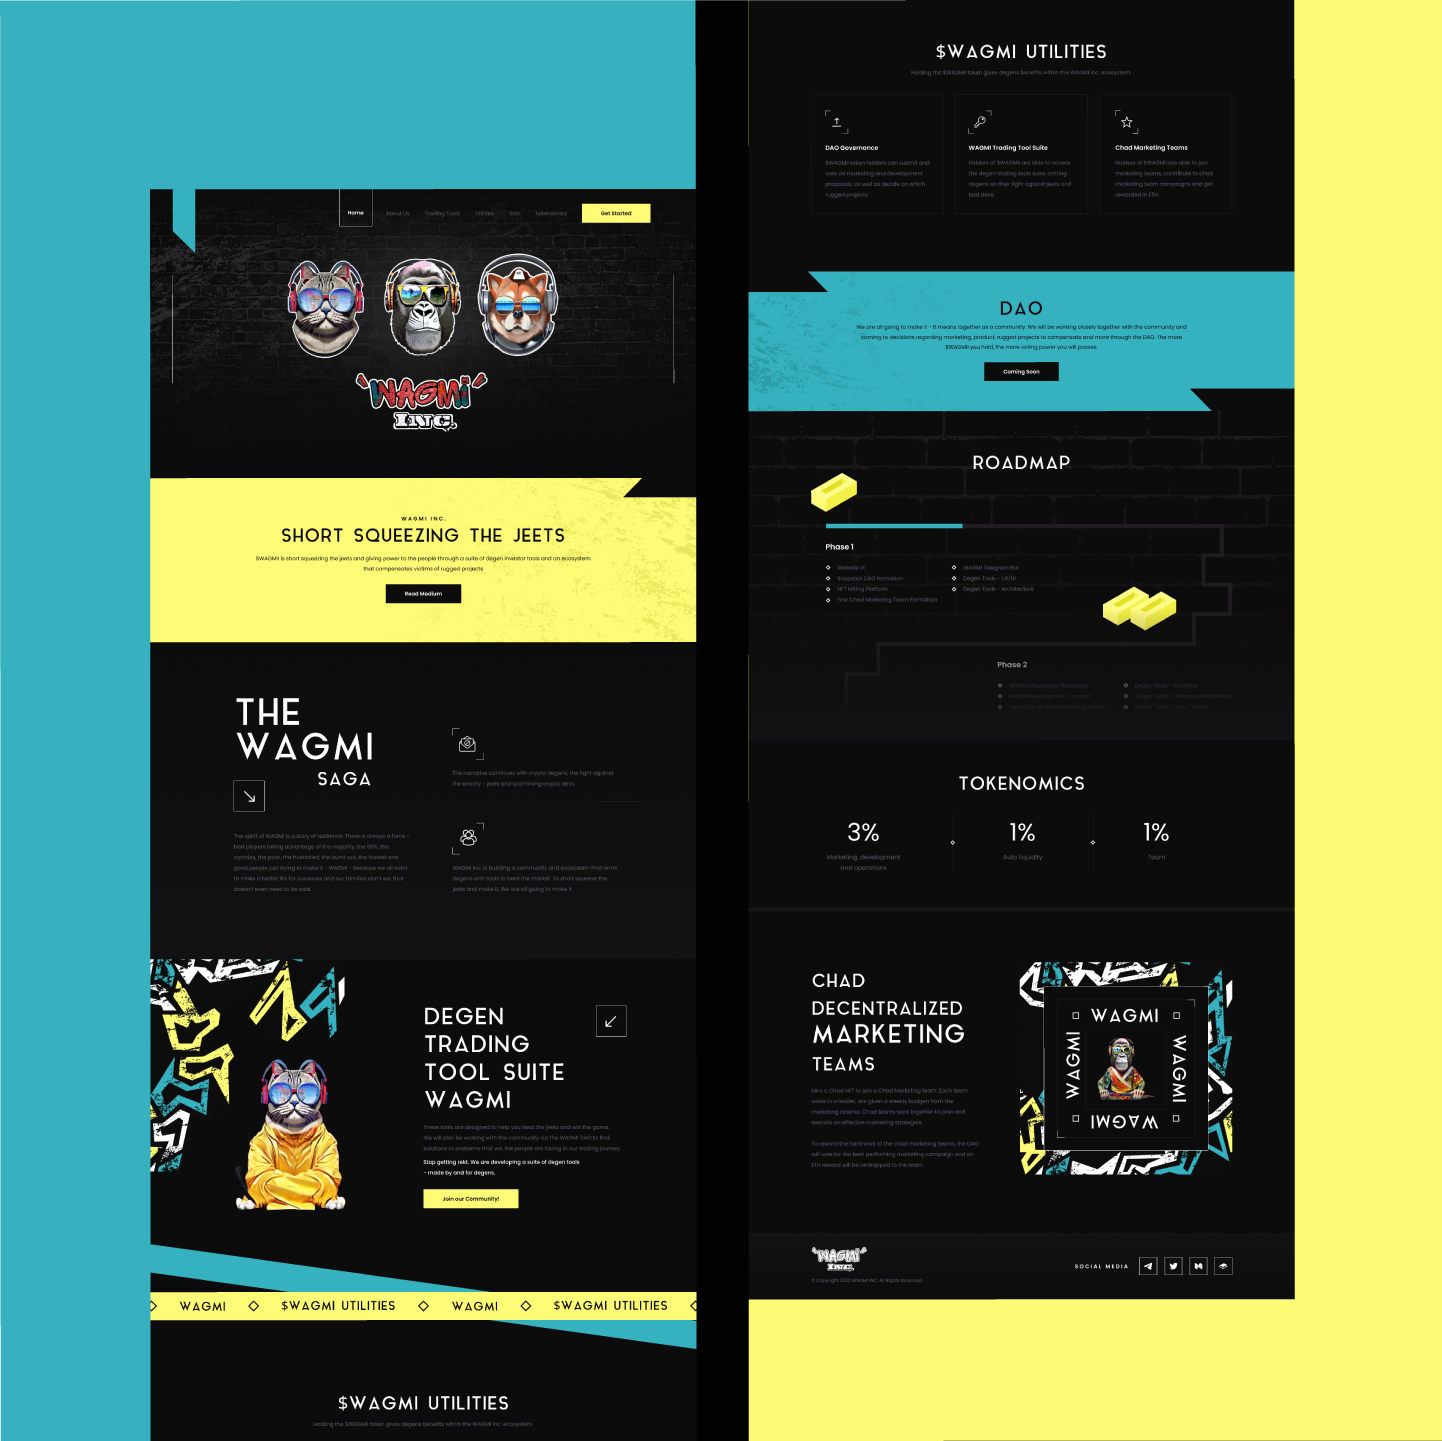 Home
About Us
Trading Tools
Utilities
Dao
Tokenomics
Get Started
WAGMI
INC.
WAGMI INC.
SHORT SQUEEZING THE JEETS
$WAGMII is short squeezing the jeets and giving power to the people through a suite of degen investor tools and an ecosystem
that compensates victims of rugged projects
Read Medium
THE
WAGMI
SAGA
The spirit of WAGMI is a story of resilience. There is always a force -
bad players taking advantage of the majority, the 99%, the
normies, the poor, the frustrated, the burnt out, the honest and
good people just trying to make it - WAGMI - Because we all want
to make a better life for ourselves and our families don't we, that
doesn't even need to be said.
The narrative continues with crypto degens, the fight against
the enemy - jeets and scamming crypto devs.
WAGMI Inc. is building a community and ecosystem that arms
degens with tools to beat the market. To short squeeze the
jeets and make it. We are all going to make it
DEGEN
TRADING
TOOL SUITE
WAGMI
These tools are designed to help you beat the jeets and win the game.
We will also be working with the community via the WAGMI DAO to find
solutions to problems that we, the people are facing in our trading journey.
Stop getting rekt. We are developing a suite of degen tools
- made by and for degens.
Join our Community!
WAGMI
$WAGMI UTILITIES
WAGMI
$WAGMI UTILITIES
$WAGMI UTILITIES
Holding the $WAGMII token gives degens benefits within the WAGMI Inc. ecosystem.
$WAGMI UTILITIES
Holding the $WAGMII token gives degens benefits within the WAGMI Inc. ecosystem.
DAO Governance
$WAGMII token holders can submit and
vote on marketing and development
proposals, as well as decide on which
rugged projects
WAGMI Trading Tool Suite
Holders of $WAGMII are able to access
the degen trading tools suite, arming
degens on their fight against jeets and
bad devs.
Chad Marketing Teams
Holders of $WAGMII are able to join
marketing teams, contribute to chad
marketing team campaigns and get
rewarded in ETH.
DAO
We are all going to make it - it means together as a community. We will be working closely together with the community and
coming to decisions regarding marketing, product, rugged projects to compensate and more through the DAO. The more
$WAGMII you hold, the more voting power you will posses.
Coming Soon
ROADMAP
Phase 1
Website v1
Snapshot DAO formation
NFT Miting Platform
First Chad Marketing Team Formation
WAGMI Telegram Bot
Degen Tools - UX/UI
Degen Tools - Architecture
Phase 2
Degen Tools - Analytics
TOKENOMICS
3%
Marketing, development
and operations
1%
Auto liquidity
1%
Team
CHAD
DECENTRALIZED
MARKETING
TEAMS
Mint a Chad NFT to join a Chad Marketing team. Each team
votes in a leader, are given a weekly budget from the
marketing reserve. Chad teams work together to plan and
execute on effective marketing strategies.
To reward the hard work of the chad marketing teams, the DAO
will vote for the best performing marketing campaign and an
ETH reward will be airdropped to the team.
WAGMI
WAGMI
WAGMI
WAGMI
WAGMI
INC.
© Copyright 2022 WAGMI INC. All Rights Reserved.
SOCIAL MEDIA